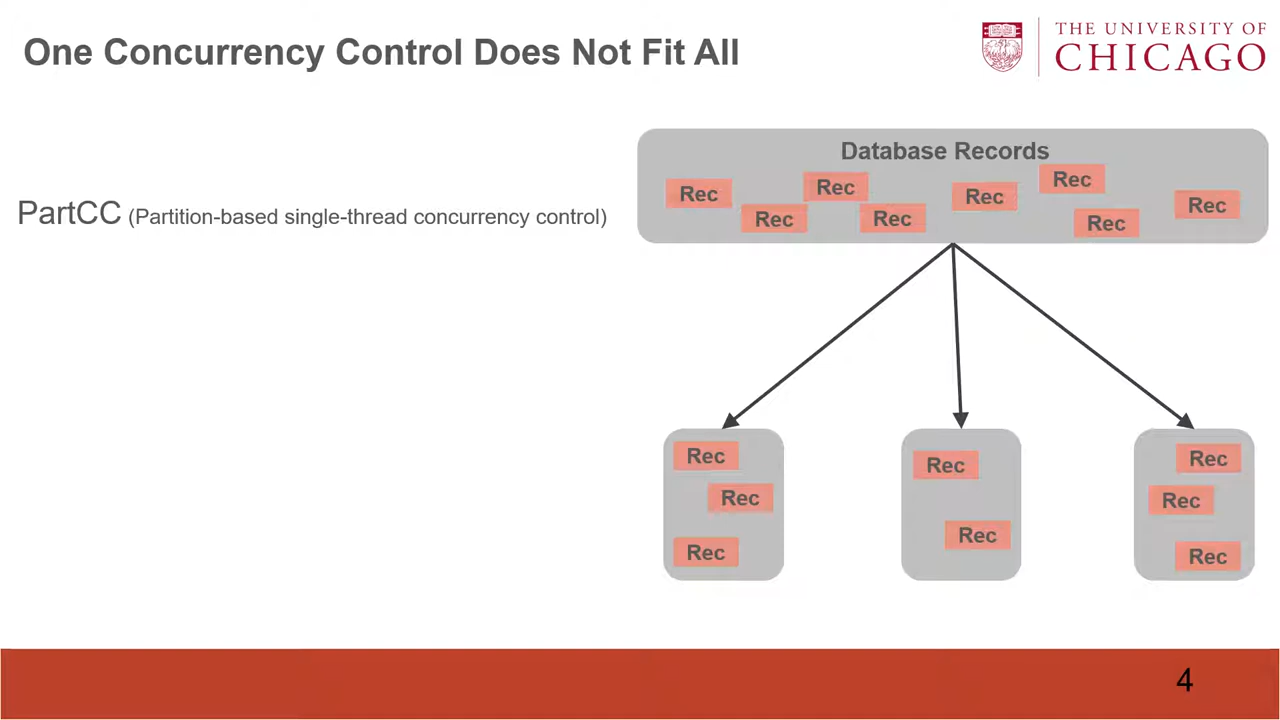 One Concurrency Control Does Not Fit All
THE UNIVERSITY OF
CHICAGO
Database Records
Rec
Rec
Rec
Rec
Rec
Rec
Rec
Rec
PartCC (Partition-based single-thread concurrency control)
Rec
Rec
Rec
Rec
Rec
Rec
Rec
Rec
4